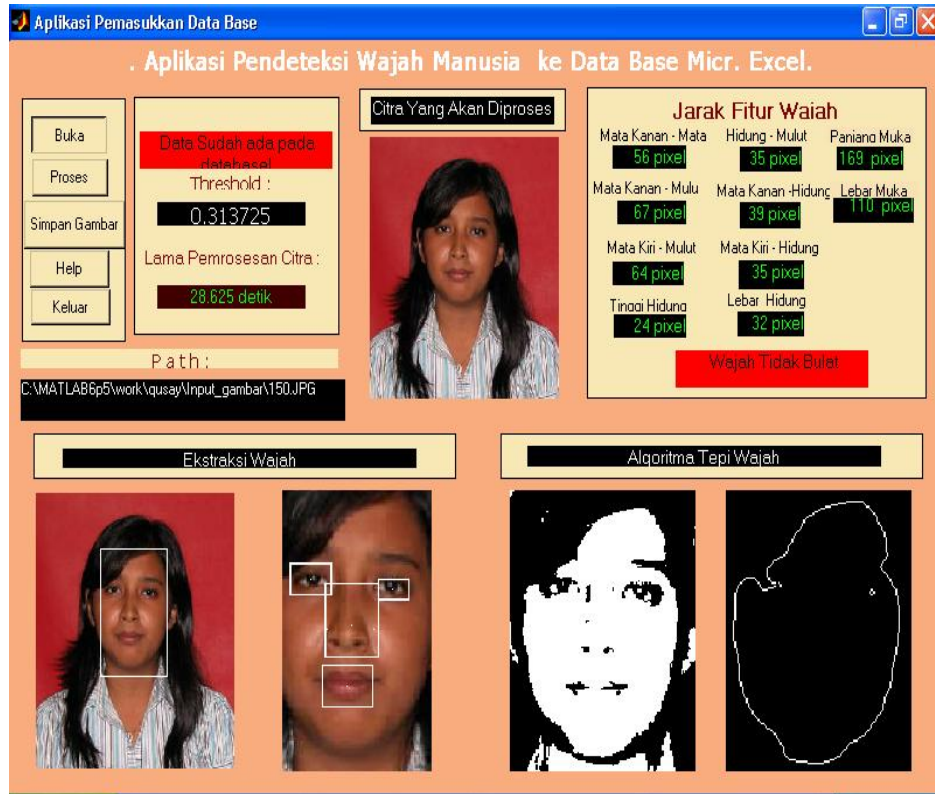 Aplikasi Pemasukkan Data Base
. Aplikasi Pendeteksi Wajah Manusia ke Data Base Micr. Excel.
Buka
Proses
Simpan Gambar
Help
Keluar
Data Sudah ada pada
database!
Threshold :
0.313725
Lama Pemrosesan Citra :
28.625 detik
Path :
C:\MATLAB6p5\work\qusay\Input_gambar\150.JPG
Citra Yang Akan Diproses
Jarak Fitur Wajah
Mata Kanan - Mata
56 pixel
Hidung - Mulut
35 pixel
Panjang Muka
169 pixel
Mata Kanan - Mulu
67 pixel
Mata Kanan -Hidung
39 pixel
Lebar Muka
110 pixel
Mata Kiri - Mulut
64 pixel
Mata Kiri - Hidung
35 pixel
Tinggi Hidung
24 pixel
Lebar Hidung
32 pixel
Wajah Tidak Bulat
Ekstraksi Wajah
Algoritma Tepi Wajah